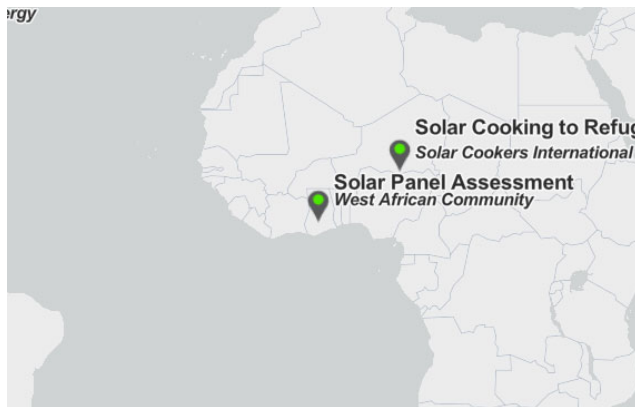 ergy
Solar Cooking to Refug
Solar Cookers International
Solar Panel Assessment
West African Community